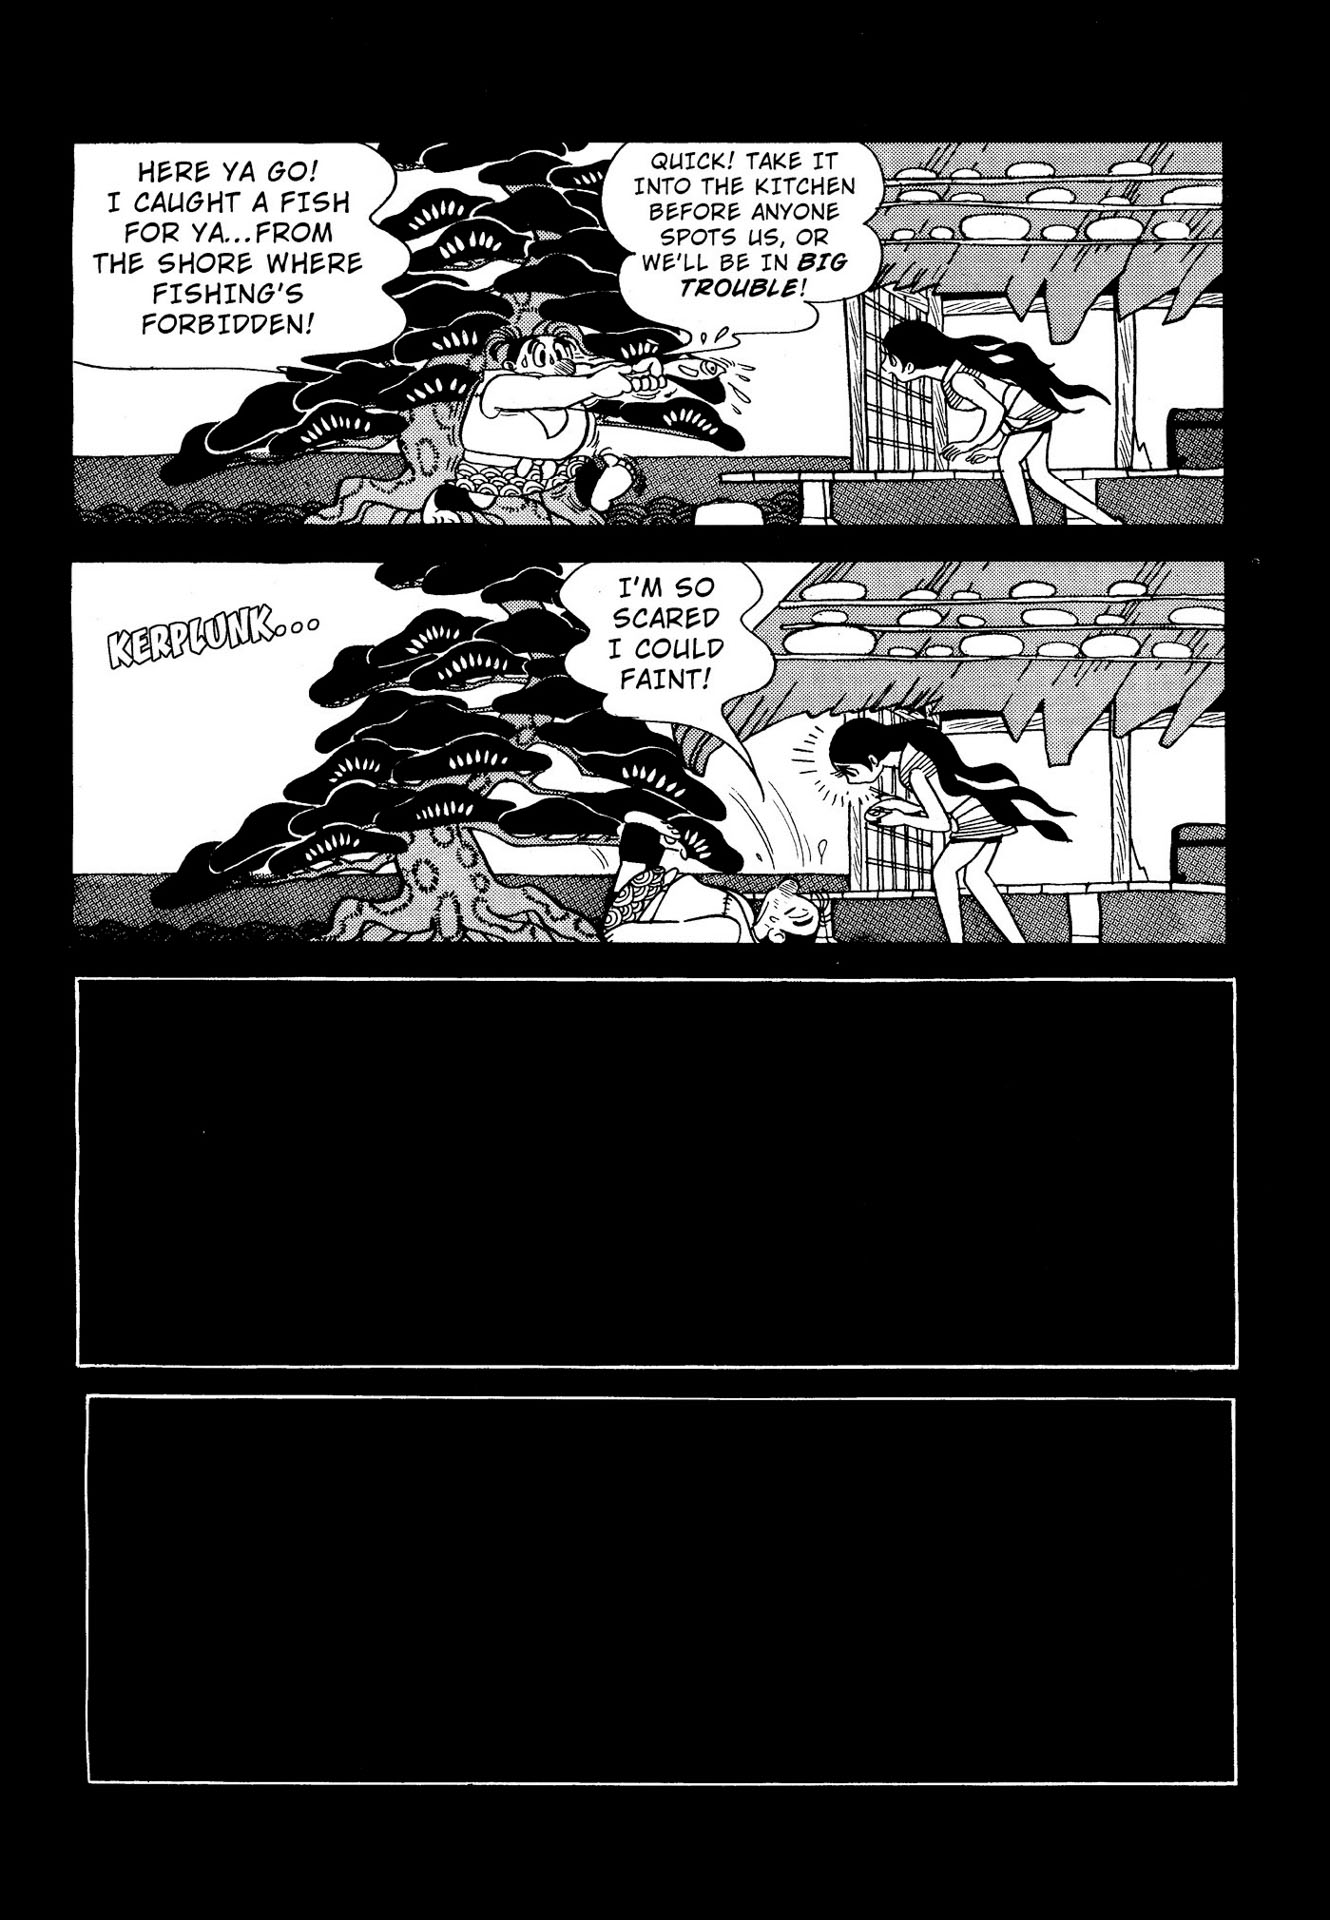 HERE YA GO!
I CAUGHT A FISH
FOR YA...FROM
THE SHORE WHERE
FISHING'S
FORBIDDEN!
QUICK! TAKE IT
INTO THE KITCHEN
BEFORE ANYONE
SPOTS US, OR
WE'LL BE IN BIG
TROUBLE!
KERPLUNK...
I'M SO
SCARED
I COULD
FAINT!